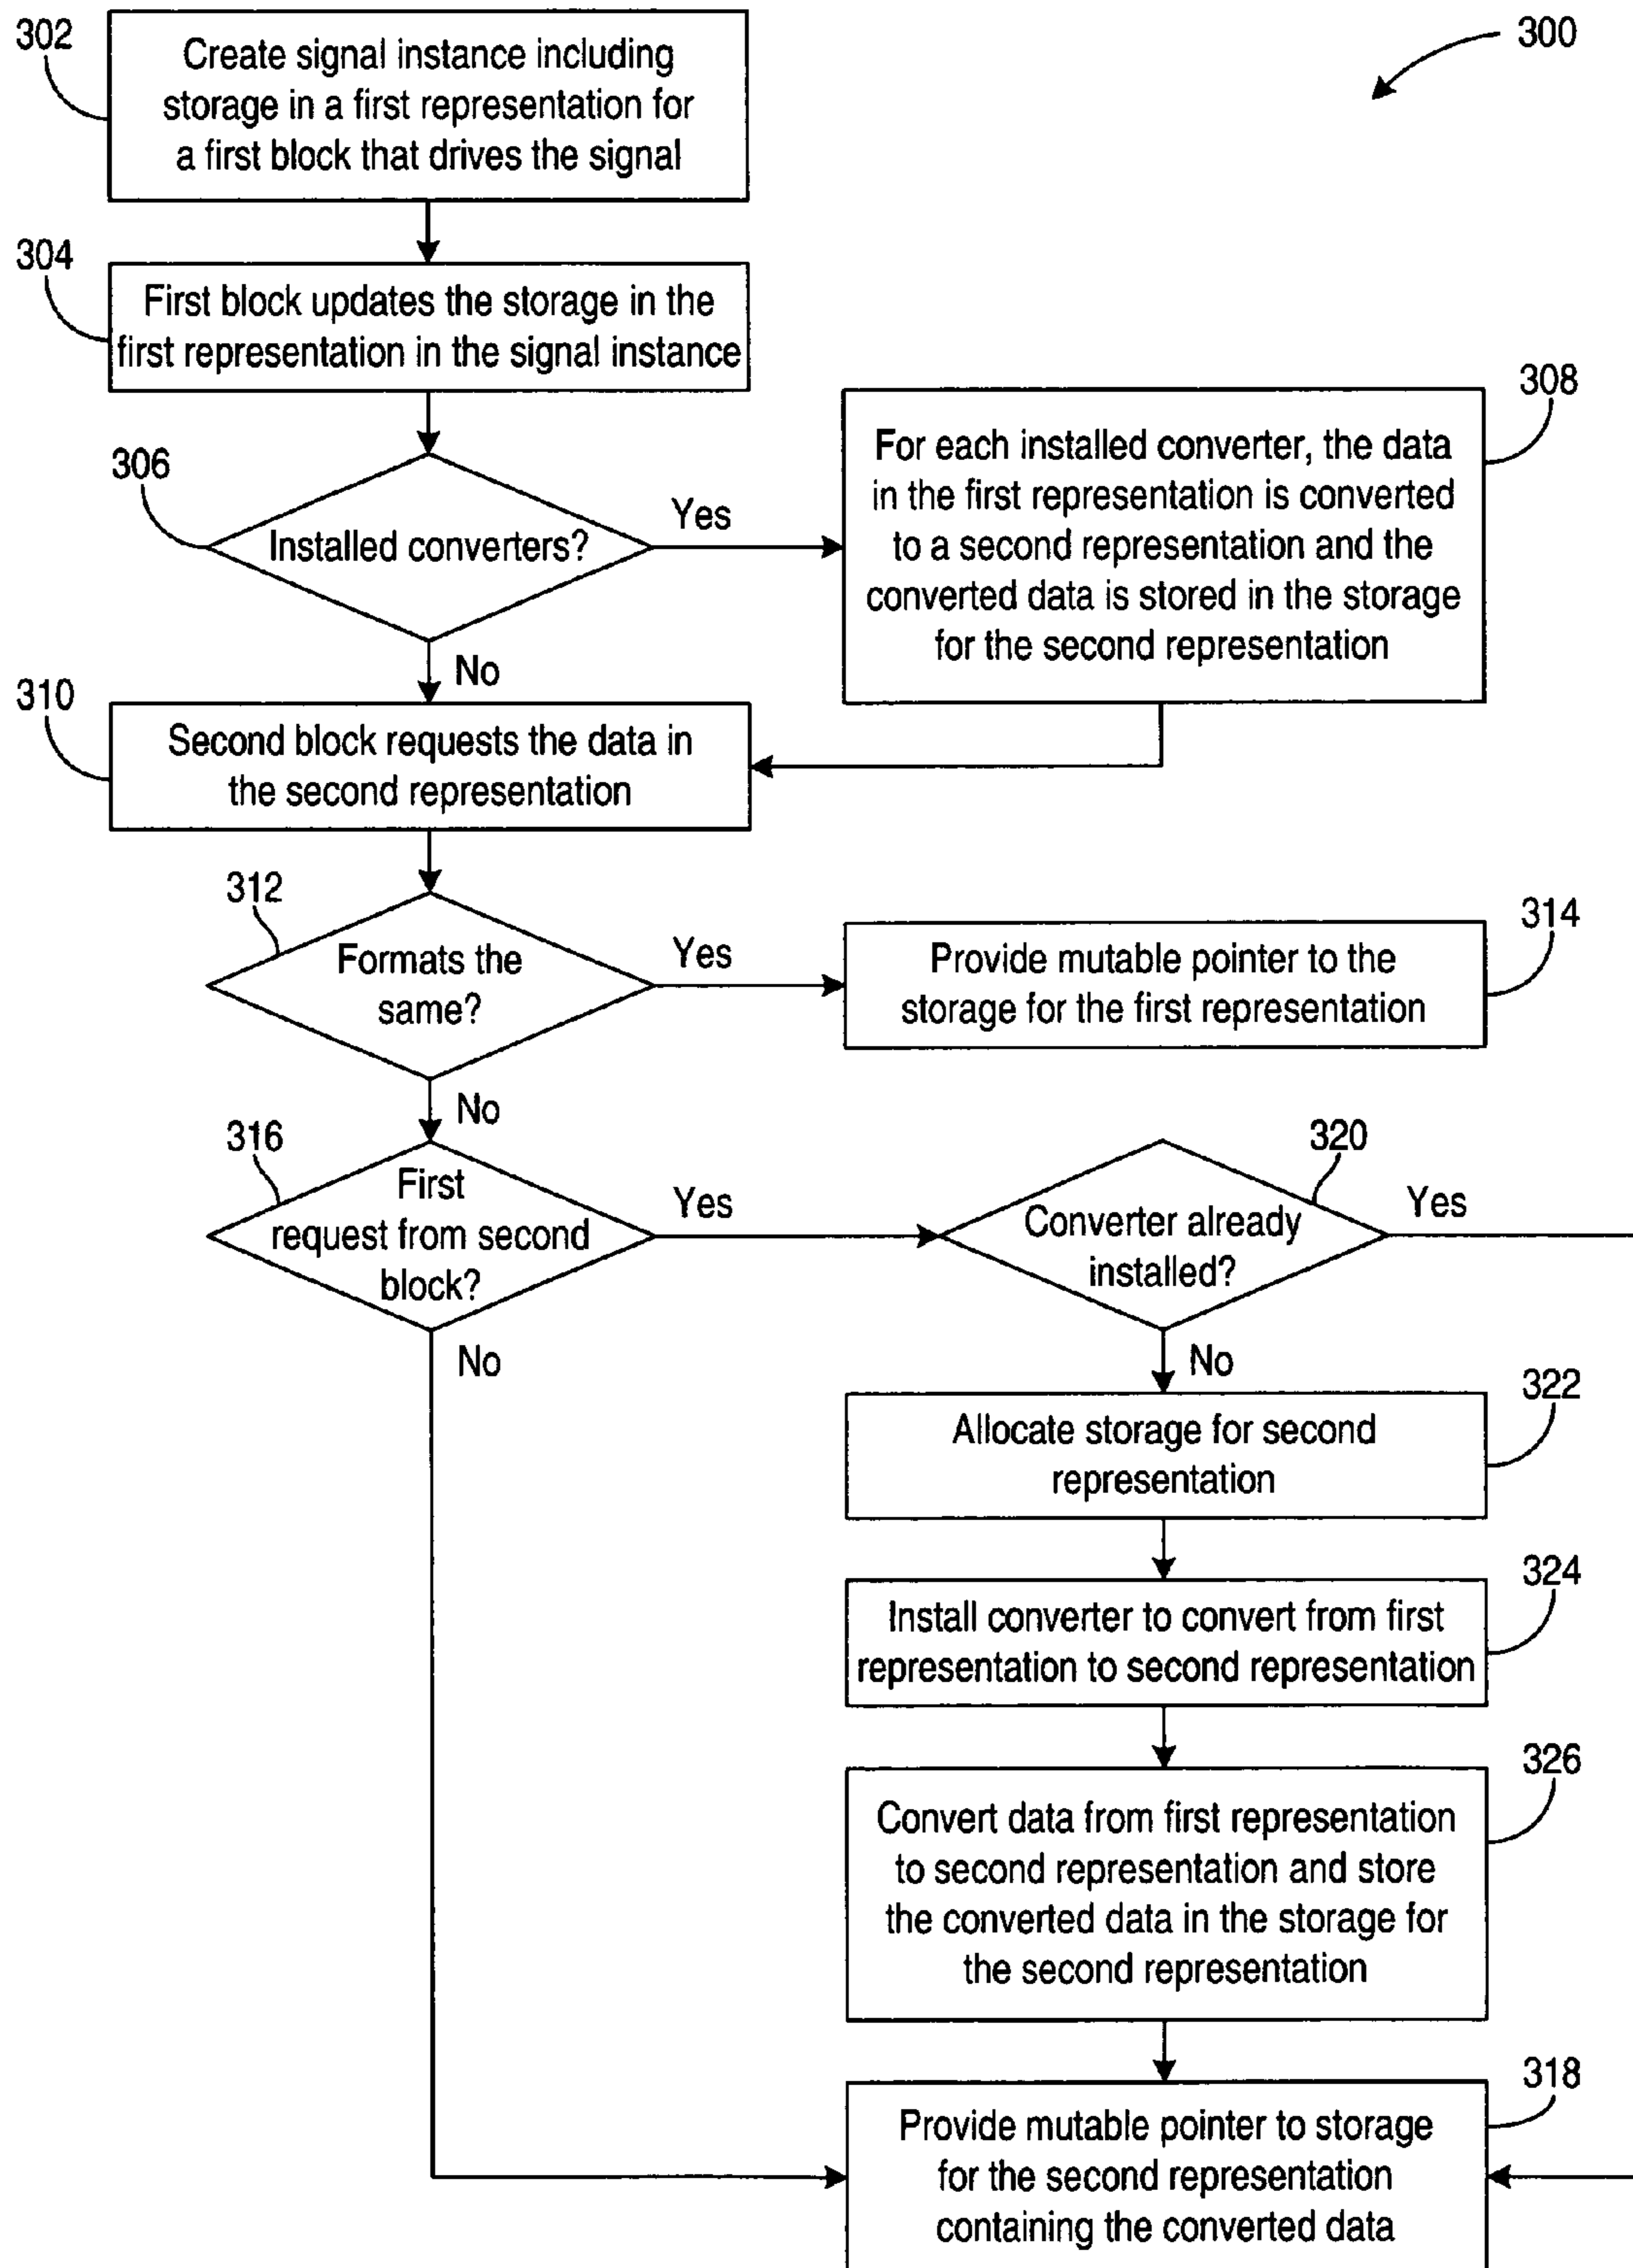 302
Create signal instance including
storage in a first representation for
a first block that drives the signal
300
304
First block updates the storage in the
first representation in the signal instance
306
Installed converters?
Yes
No
308
For each installed converter, the data
in the first representation is converted
to a second representation and the
converted data is stored in the storage
for the second representation
310
Second block requests the data in
the second representation
312
Formats the
same?
Yes
No
314
Provide mutable pointer to the
storage for the first representation
316
First
request from second
block?
Yes
No
320
Converter already
installed?
Yes
No
322
Allocate storage for second
representation
324
Install converter to convert from first
representation to second representation
326
Convert data from first representation
to second representation and store
the converted data in the storage for
the second representation
318
Provide mutable pointer to storage
for the second representation
containing the converted data